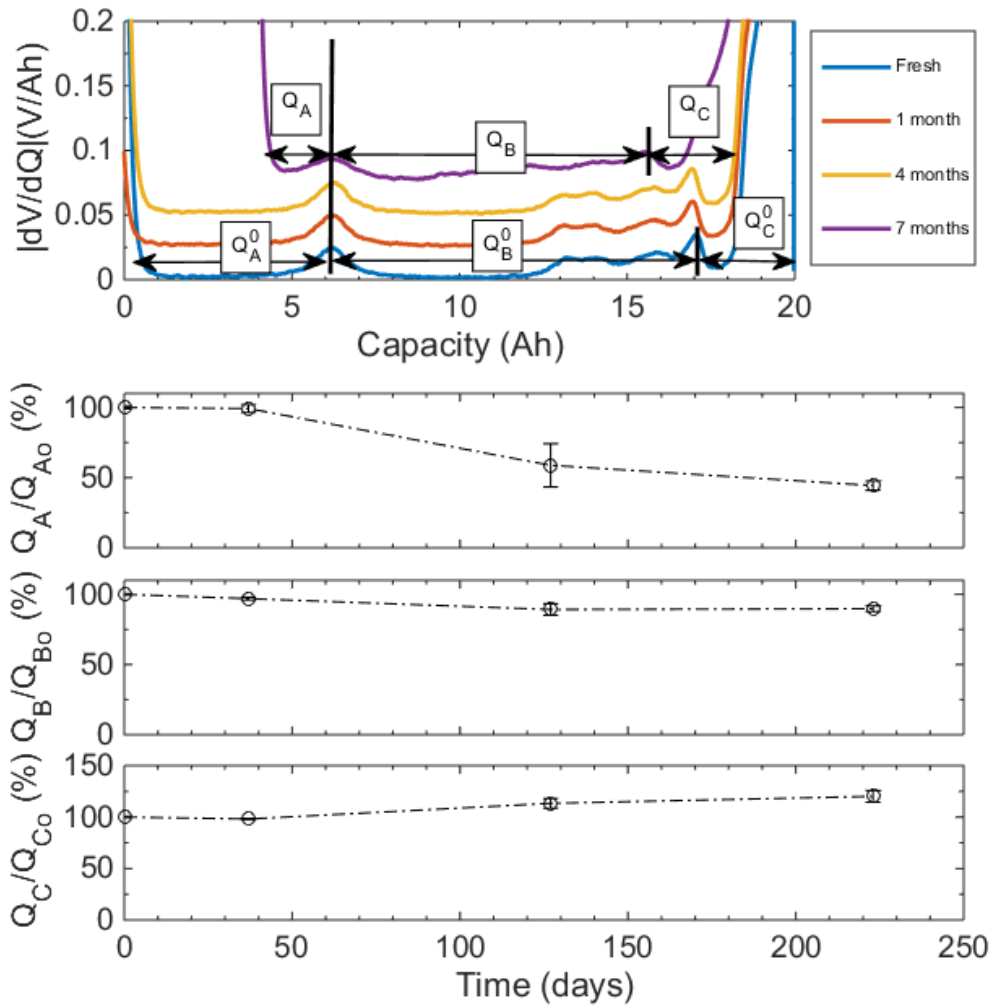 |dV/dQ|(V/Ah)
0.2
0.15
0.1
0.05
0
Q_A
Q_B
Q_C
Q_A^0
Q_B^0
Q_C^0
0 5 10 15 20
Capacity (Ah)
Fresh
1 month
4 months
7 months
Q_A/Q_Ao (%)
100
50
0
Q_B/Q_Bo (%)
100
50
0
Q_C/Q_Co (%)
150
100
50
0
0 50 100 150 200 250
Time (days)